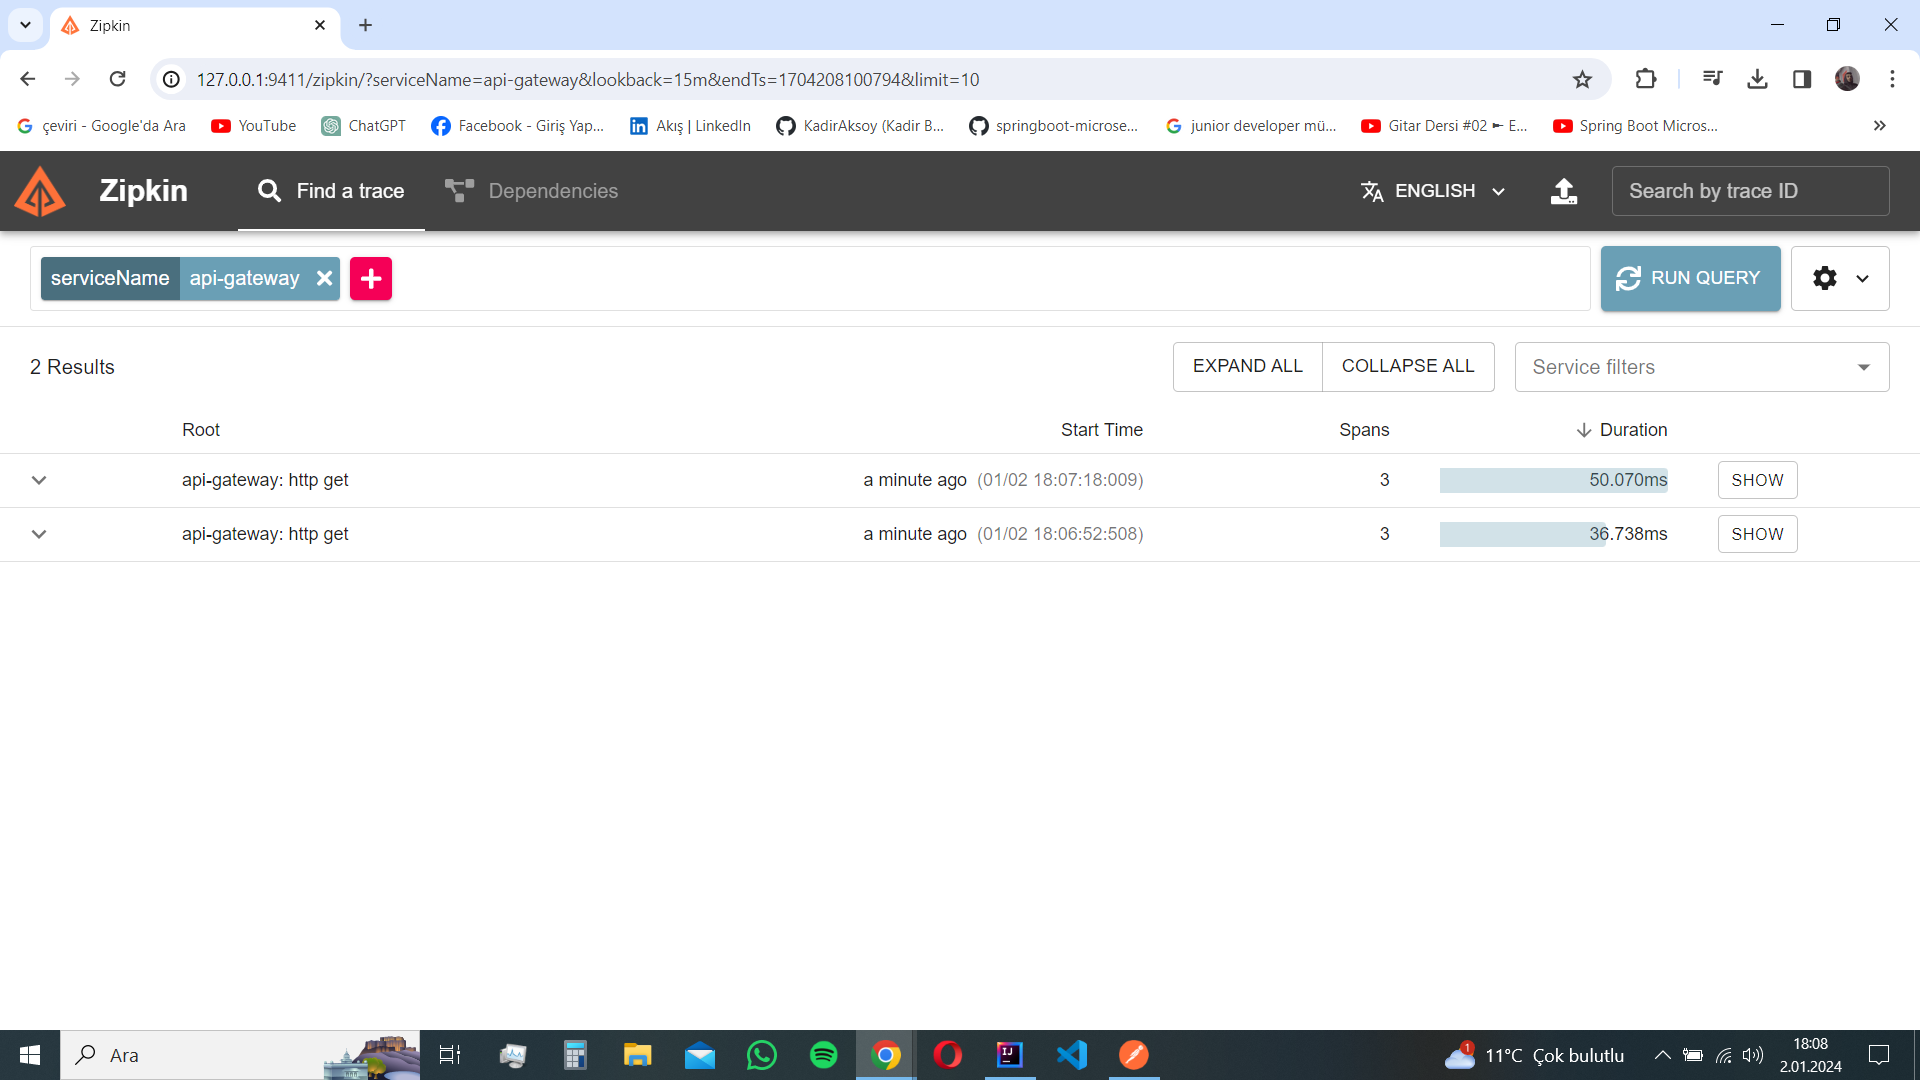 Zipkin
127.0.0.1:9411/zipkin/?serviceName=api-gateway&lookback=15m&endTs=1704208100794&limit=10
çeviri - Google'da Ara YouTube ChatGPT Facebook - Giriş Yap... Akış | LinkedIn KadirAksoy (Kadir B... springboot-microse... junior developer mü... Gitar Dersi #02 ► E... Spring Boot Micros...
Zipkin Find a trace Dependencies ENGLISH Search by trace ID
serviceName api-gateway RUN QUERY
2 Results EXPAND ALL COLLAPSE ALL Service filters
Root Start Time Spans Duration
api-gateway: http get a minute ago (01/02 18:07:18:009) 3 50.070ms SHOW
api-gateway: http get a minute ago (01/02 18:06:52:508) 3 36.738ms SHOW
Ara 1 11°C Çok bulutlu 18:08
2.01.2024